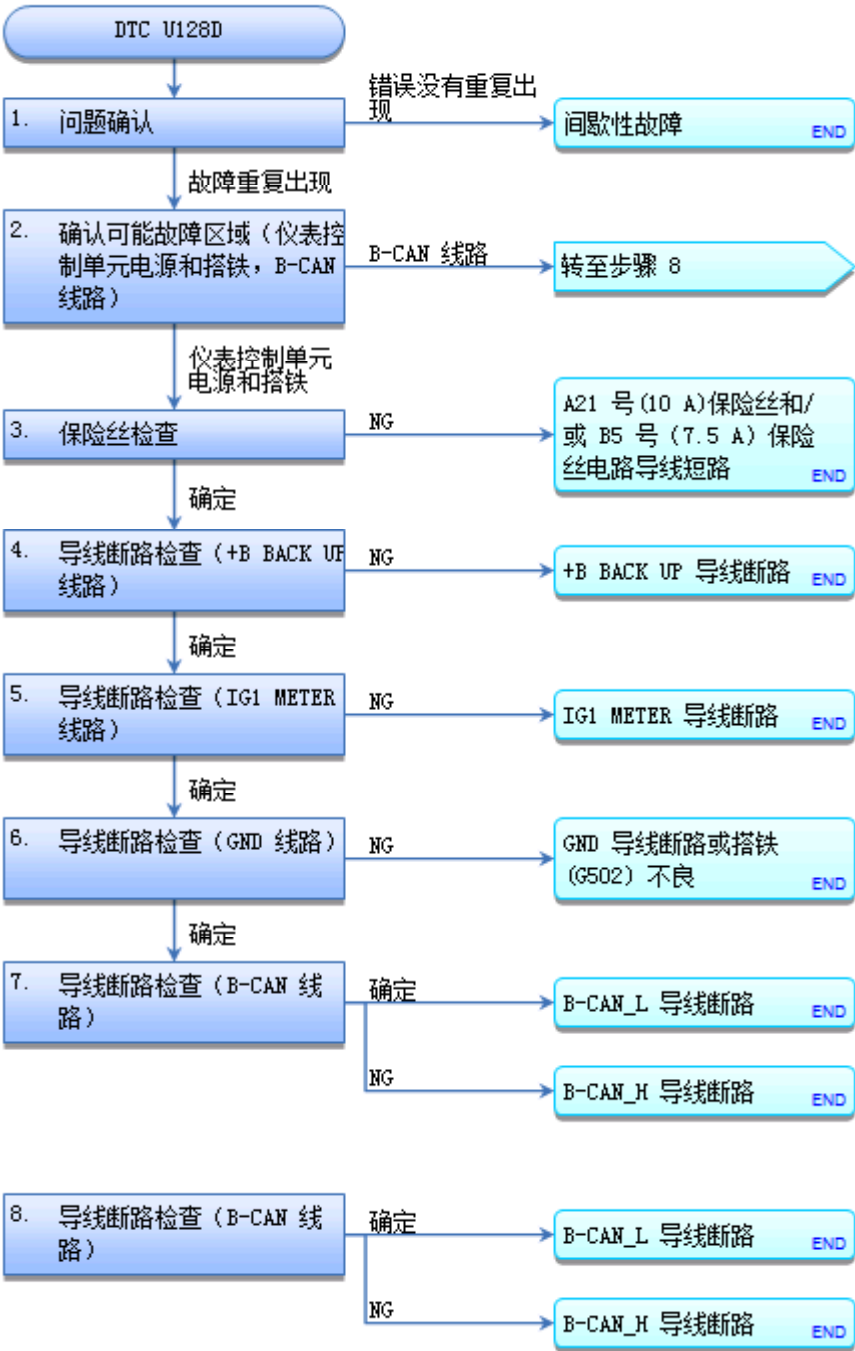 DTC U128D
1. 问题确认
错误没有重复出
现
间歇性故障
END
故障重复出现
2. 确认可能故障区域（仪表控
制单元电源和搭铁，B-CAN
线路）
B-CAN 线路
转至步骤 8
仪表控制单元
电源和搭铁
3. 保险丝检查
NG
A21 号(10 A)保险丝和/
或 B5 号（7.5 A）保险
丝电路导线短路
END
确定
4. 导线断路检查（+B BACK UP
线路）
NG
+B BACK UP 导线断路
END
确定
5. 导线断路检查（IG1 METER
线路）
NG
IG1 METER 导线断路
END
确定
6. 导线断路检查（GND 线路）
NG
GND 导线断路或搭铁
(G502) 不良
END
确定
7. 导线断路检查（B-CAN 线
路）
确定
B-CAN_L 导线断路
END
NG
B-CAN_H 导线断路
END
8. 导线断路检查（B-CAN 线
路）
确定
B-CAN_L 导线断路
END
NG
B-CAN_H 导线断路
END